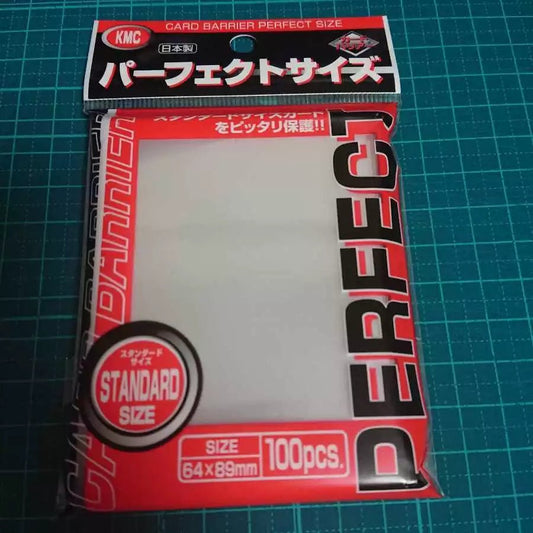 CARD BARRIER PERFECT SIZE
KMC
日本製
パーフェクトサイズ
スタンダードサイズカード
をピッタリ保護!!
CARD BARRIER
PERFECT
スタンダード
サイズ
STANDARD
SIZE
SIZE
64×89mm
100pcs.